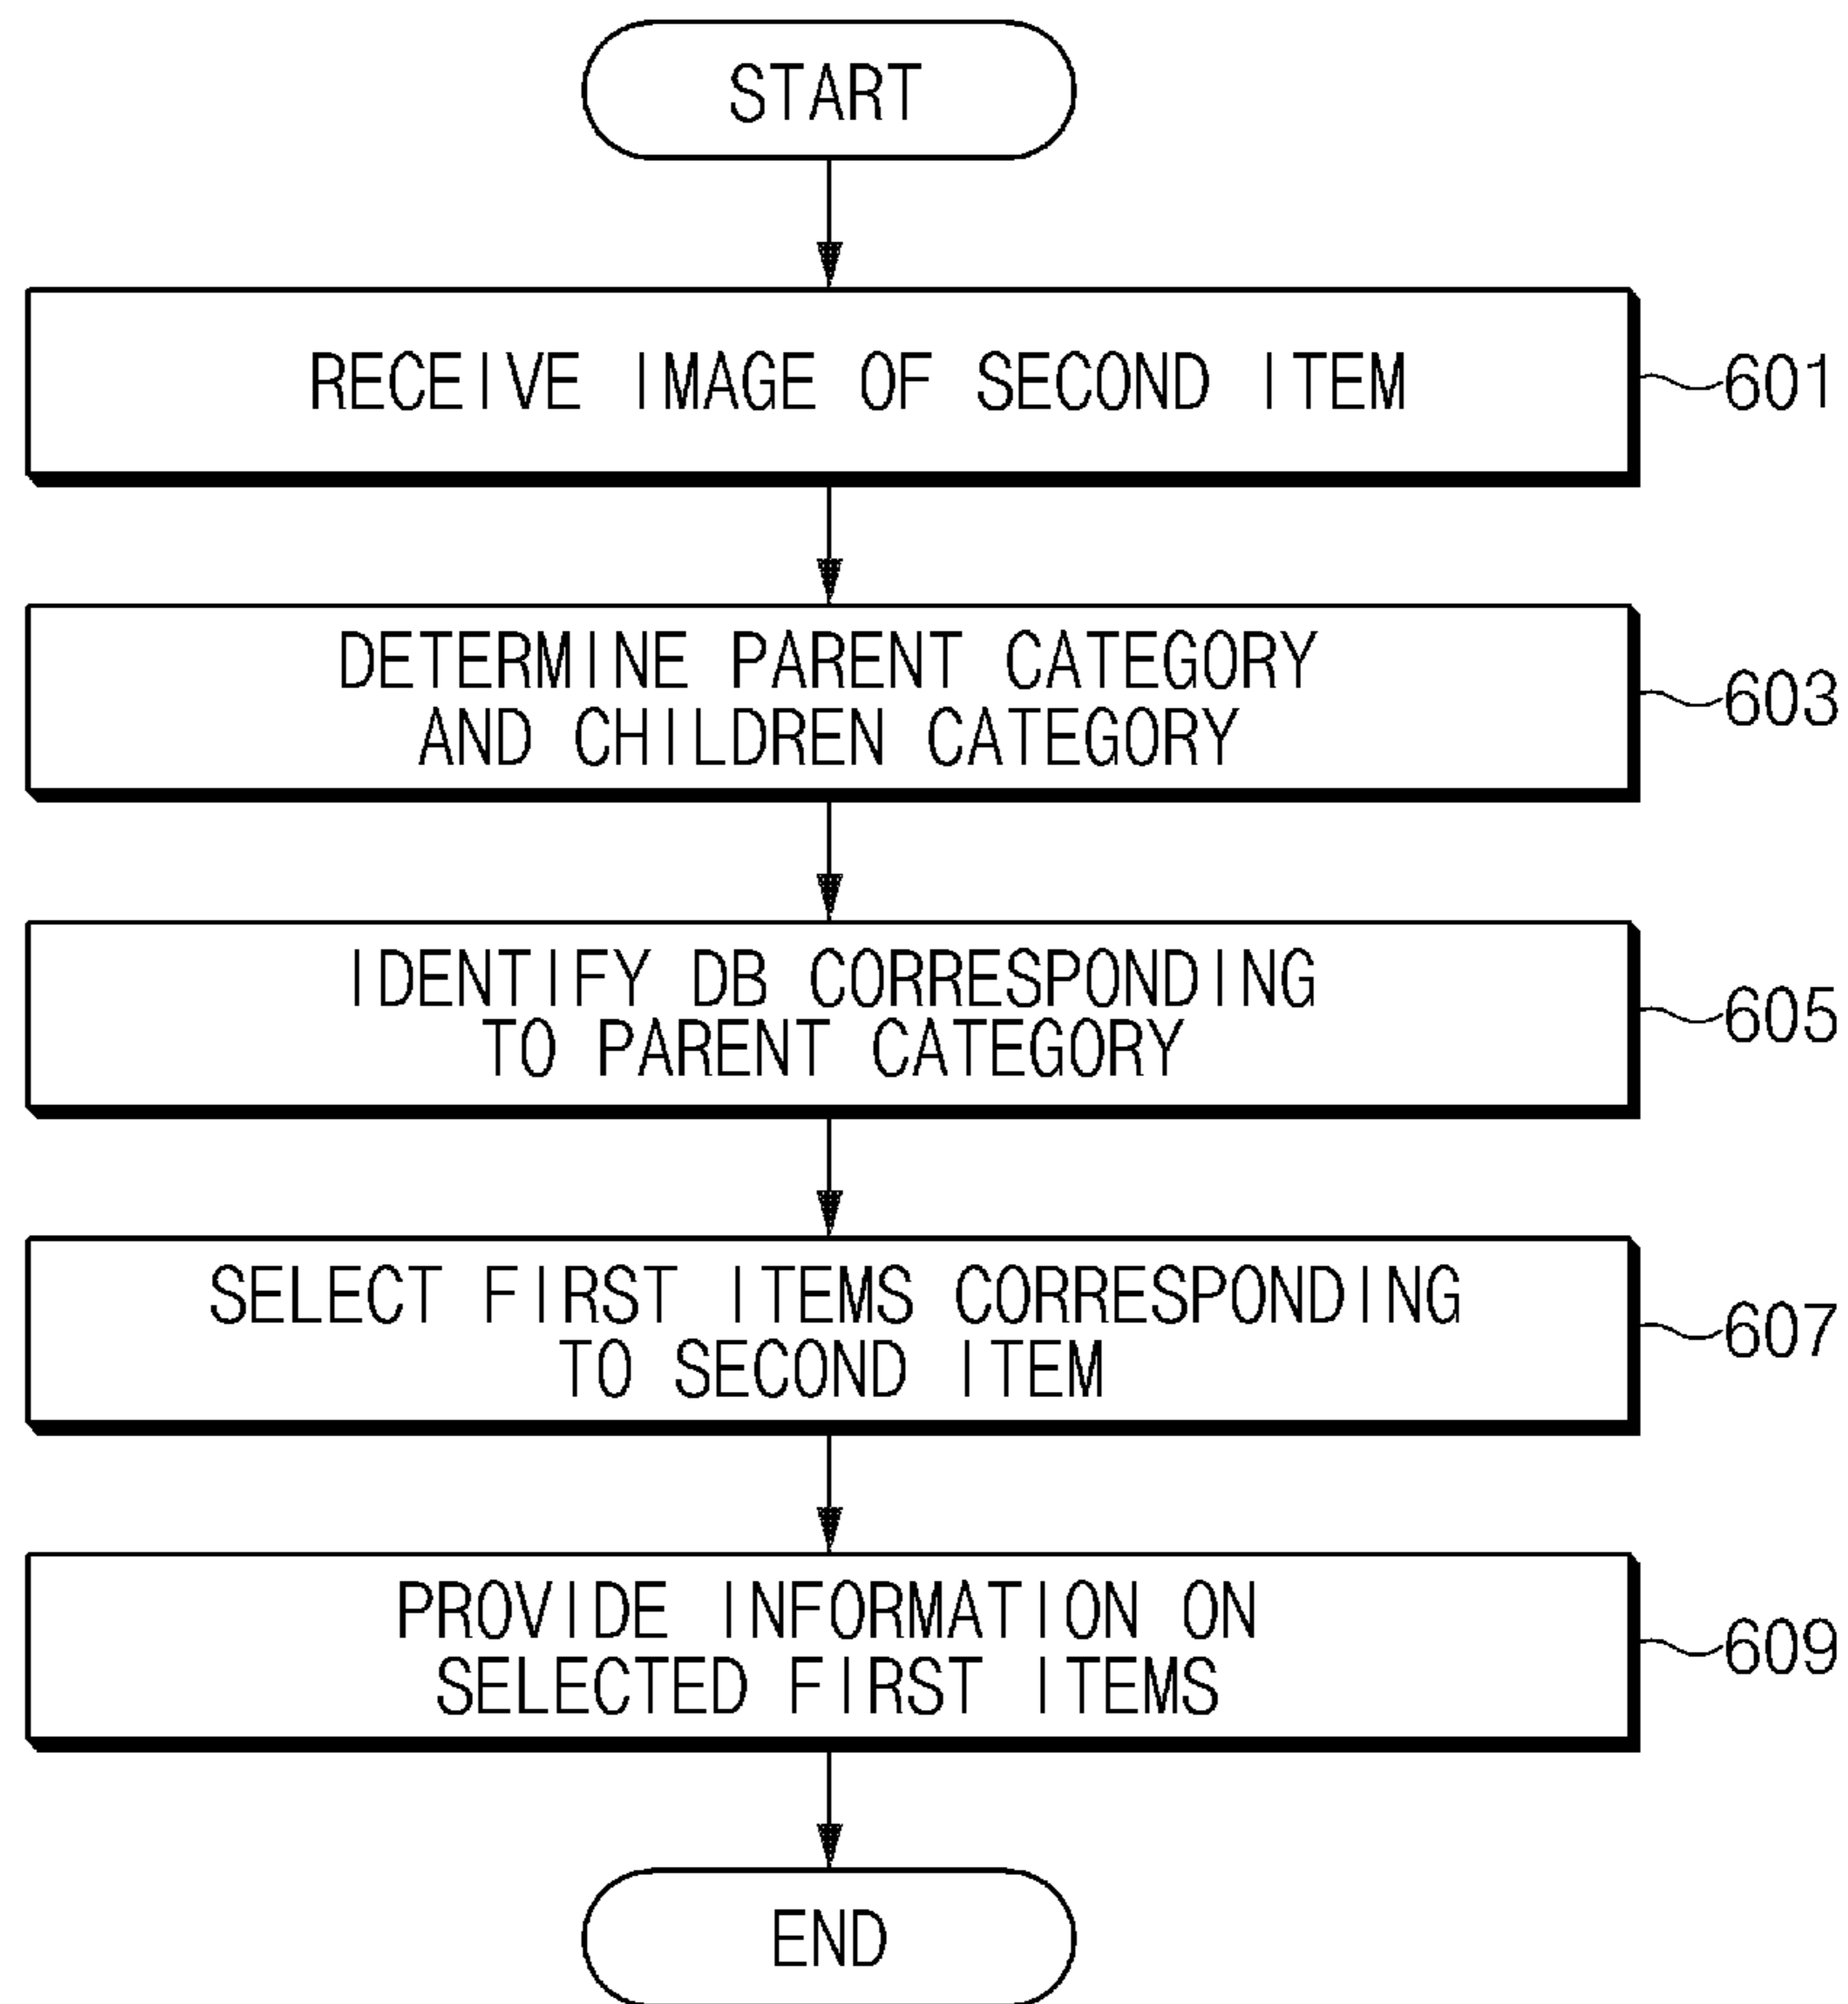 START
RECEIVE IMAGE OF SECOND ITEM
601
DETERMINE PARENT CATEGORY
AND CHILDREN CATEGORY
603
IDENTIFY DB CORRESPONDING
TO PARENT CATEGORY
605
SELECT FIRST ITEMS CORRESPONDING
TO SECOND ITEM
607
PROVIDE INFORMATION ON
SELECTED FIRST ITEMS
609
END